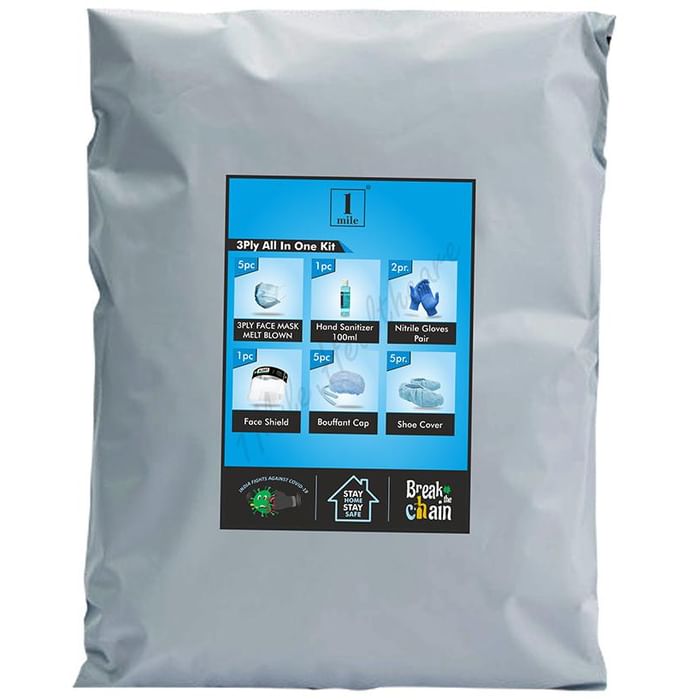 1
mile
3Ply All In One Kit
5pc
1pc
2pr.
3PLY FACE MASK
MELT BLOWN
Hand Sanitizer
100ml
Nitrile Gloves
Pair
1pc
5pc
5pr.
Face Shield
Bouffant Cap
Shoe Cover
INDIA FIGHTS AGAINST COVID-19
STAY
HOME
STAY
SAFE
Break
the
chain
1Mile Healthcare